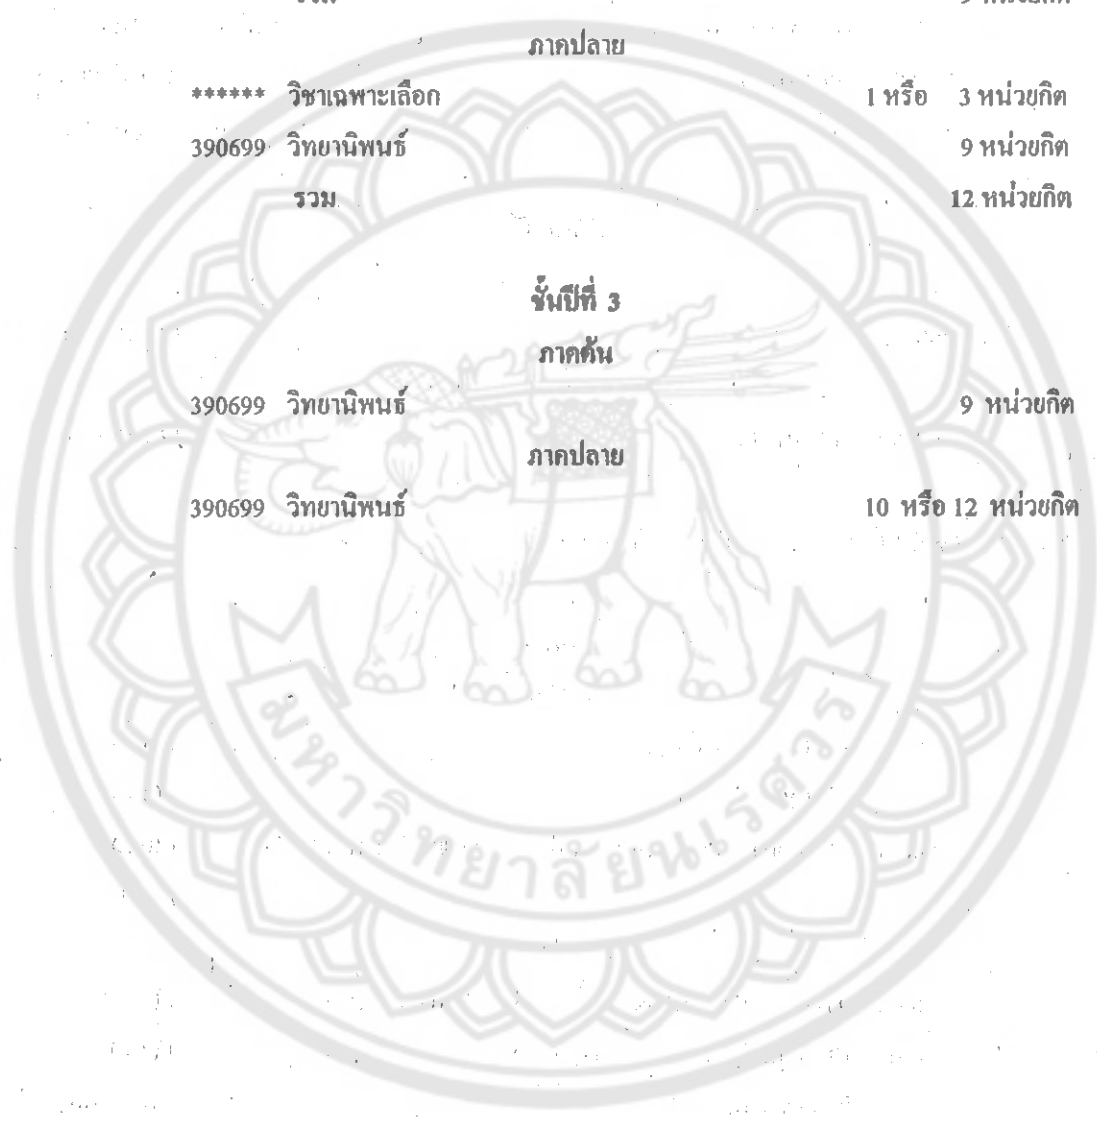 ภาคปลาย
****** วิชาเฉพาะเลือก 1 หรือ 3 หน่วยกิต
390699 วิทยานิพนธ์ 9 หน่วยกิต
รวม 12 หน่วยกิต
ชั้นปีที่ 3
ภาคต้น
390699 วิทยานิพนธ์ 9 หน่วยกิต
ภาคปลาย
390699 วิทยานิพนธ์ 10 หรือ 12 หน่วยกิต
มหาวิทยาลัยนเรศวร